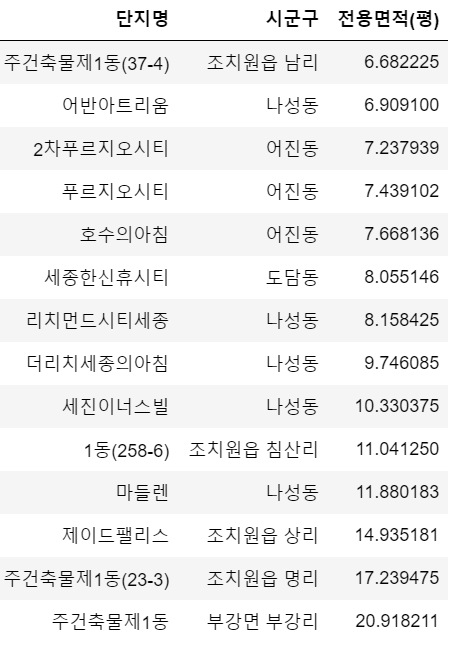 단지명 시군구 전용면적(평)
주건축물제1동(37-4) 조치원읍 남리 6.682225
어반아트리움 나성동 6.909100
2차푸르지오시티 어진동 7.237939
푸르지오시티 어진동 7.439102
호수의아침 어진동 7.668136
세종한신휴시티 도담동 8.055146
리치먼드시티세종 나성동 8.158425
더리치세종의아침 나성동 9.746085
세진이너스빌 나성동 10.330375
1동(258-6) 조치원읍 침산리 11.041250
마들렌 나성동 11.880183
제이드팰리스 조치원읍 상리 14.935181
주건축물제1동(23-3) 조치원읍 명리 17.239475
주건축물제1동 부강면 부강리 20.918211